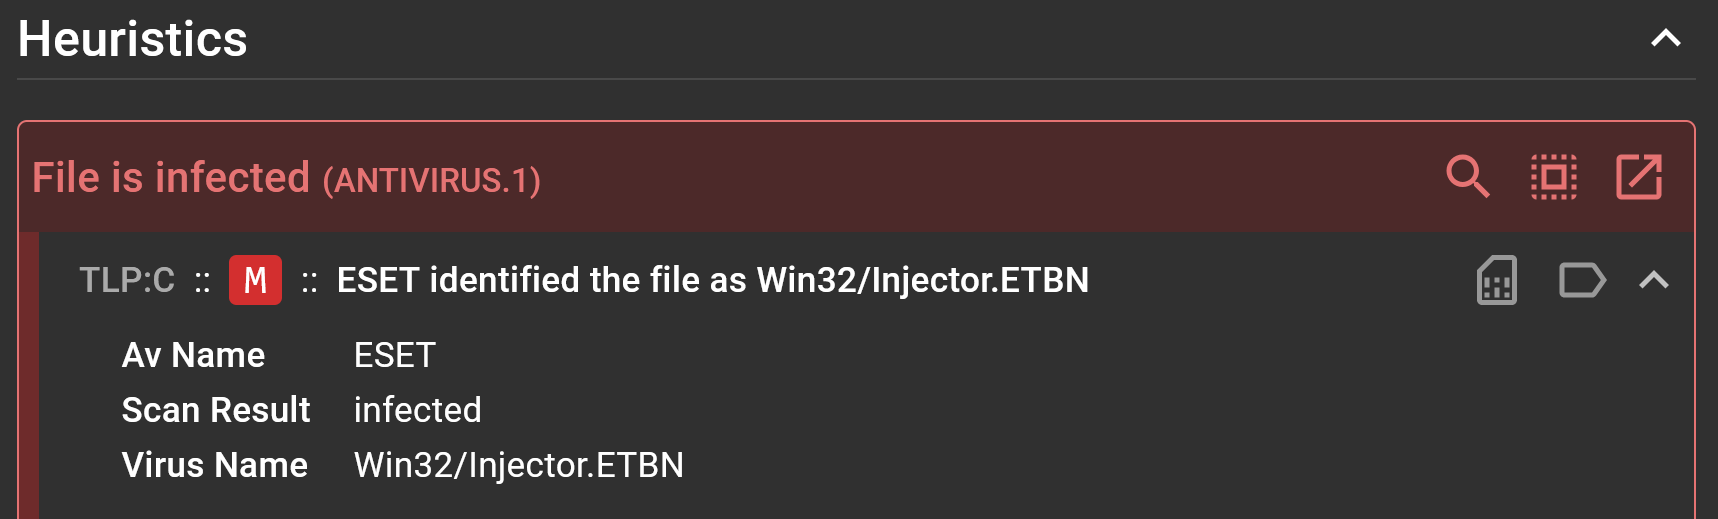 Heuristics
File is infected (ANTIVIRUS.1)
TLP:C :: M :: ESET identified the file as Win32/Injector.ETBN
Av Name ESET
Scan Result infected
Virus Name Win32/Injector.ETBN